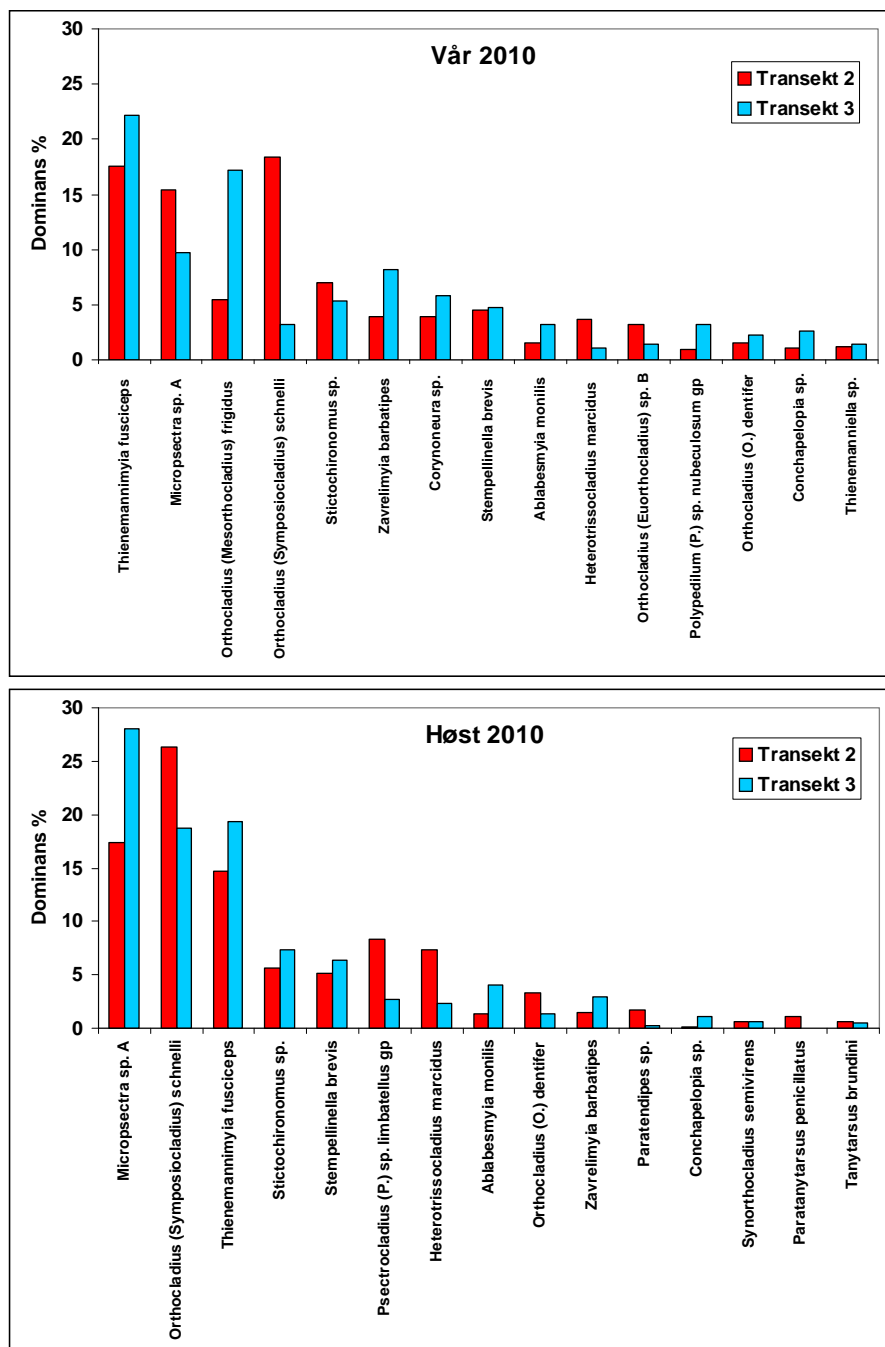 Vår 2010
Transekt 2
Transekt 3
Dominans %
30
25
20
15
10
5
0
Thienemannimyia fusciceps
Micropsectra sp. A
Orthocladius (Mesorthocladius) frigidus
Orthocladius (Symposiocladius) schnelli
Stictochironomus sp.
Zavrelimyia barbatipes
Corynoneura sp.
Stempellinella brevis
Ablabesmyia monilis
Heterotrissocladius marcidus
Orthocladius (Euorthocladius) sp. B
Polypedilum (P.) sp. nubeculosum gp
Orthocladius (O.) dentifer
Conchapelopia sp.
Thienemanniella sp.
Høst 2010
Transekt 2
Transekt 3
Dominans %
30
25
20
15
10
5
0
Micropsectra sp. A
Orthocladius (Symposiocladius) schnelli
Thienemannimyia fusciceps
Stictochironomus sp.
Stempellinella brevis
Psectrocladius (P.) sp. limbatellus gp
Heterotrissocladius marcidus
Ablabesmyia monilis
Orthocladius (O.) dentifer
Zavrelimyia barbatipes
Paratendipes sp.
Conchapelopia sp.
Synorthocladius semivirens
Paratanytarsus penicillatus
Tanytarsus brundini